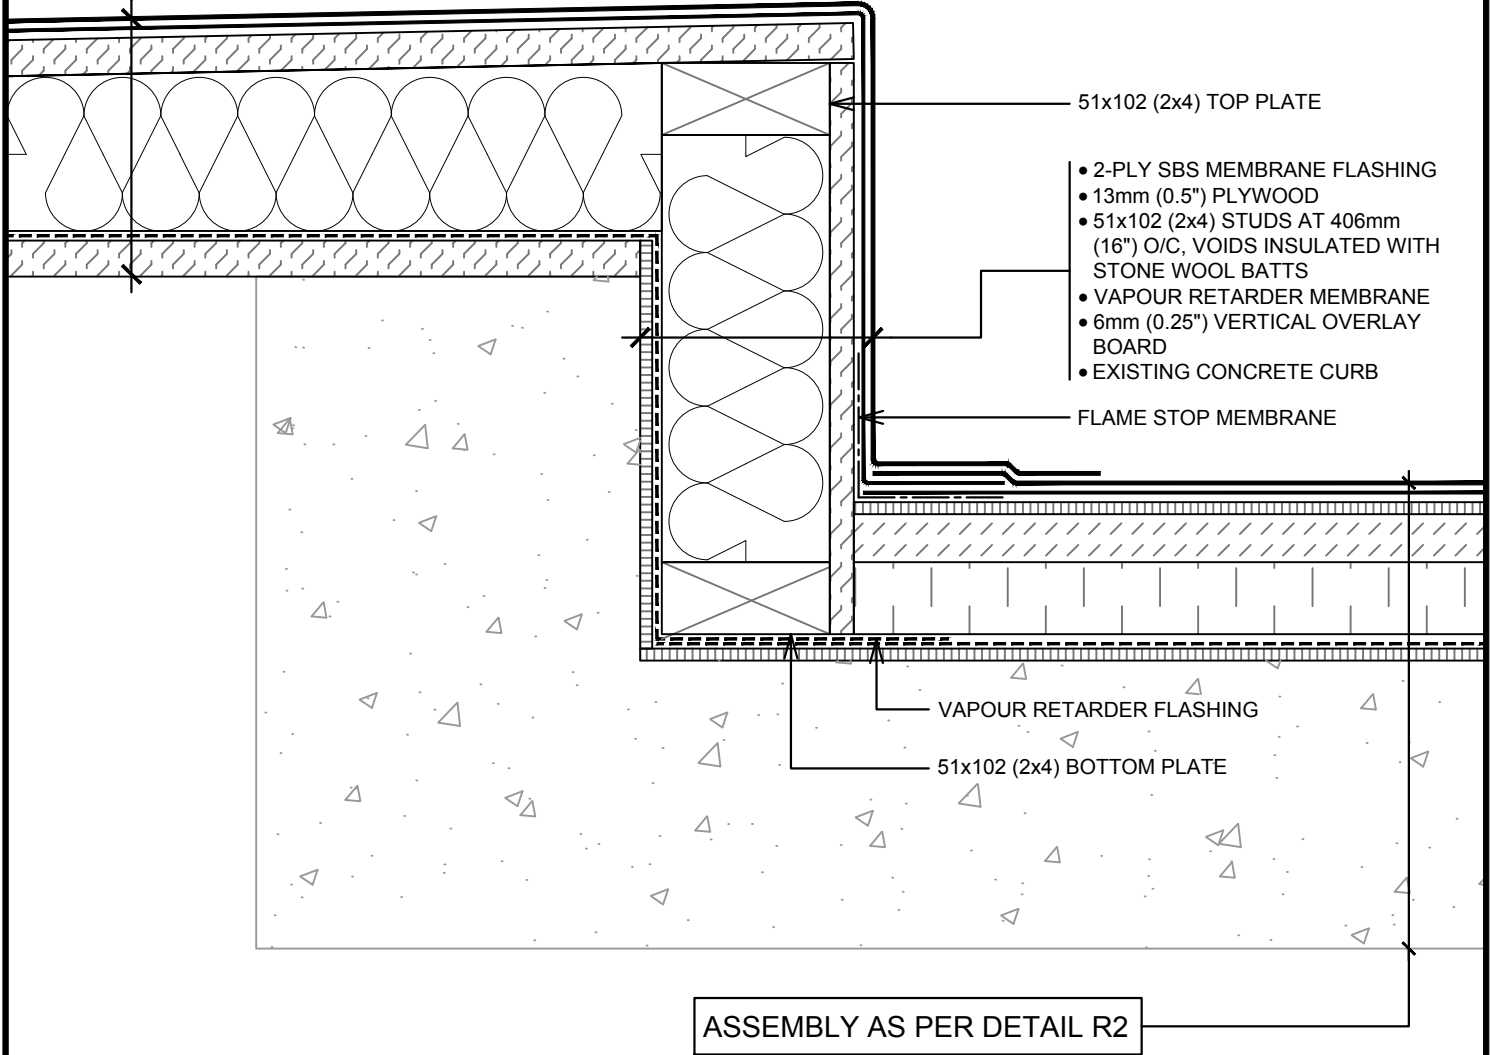 51x102 (2x4) TOP PLATE
• 2-PLY SBS MEMBRANE FLASHING
• 13mm (0.5") PLYWOOD
• 51x102 (2x4) STUDS AT 406mm
(16") O/C, VOIDS INSULATED WITH
STONE WOOL BATTS
• VAPOUR RETARDER MEMBRANE
• 6mm (0.25") VERTICAL OVERLAY
BOARD
• EXISTING CONCRETE CURB
FLAME STOP MEMBRANE
VAPOUR RETARDER FLASHING
51x102 (2x4) BOTTOM PLATE
ASSEMBLY AS PER DETAIL R2